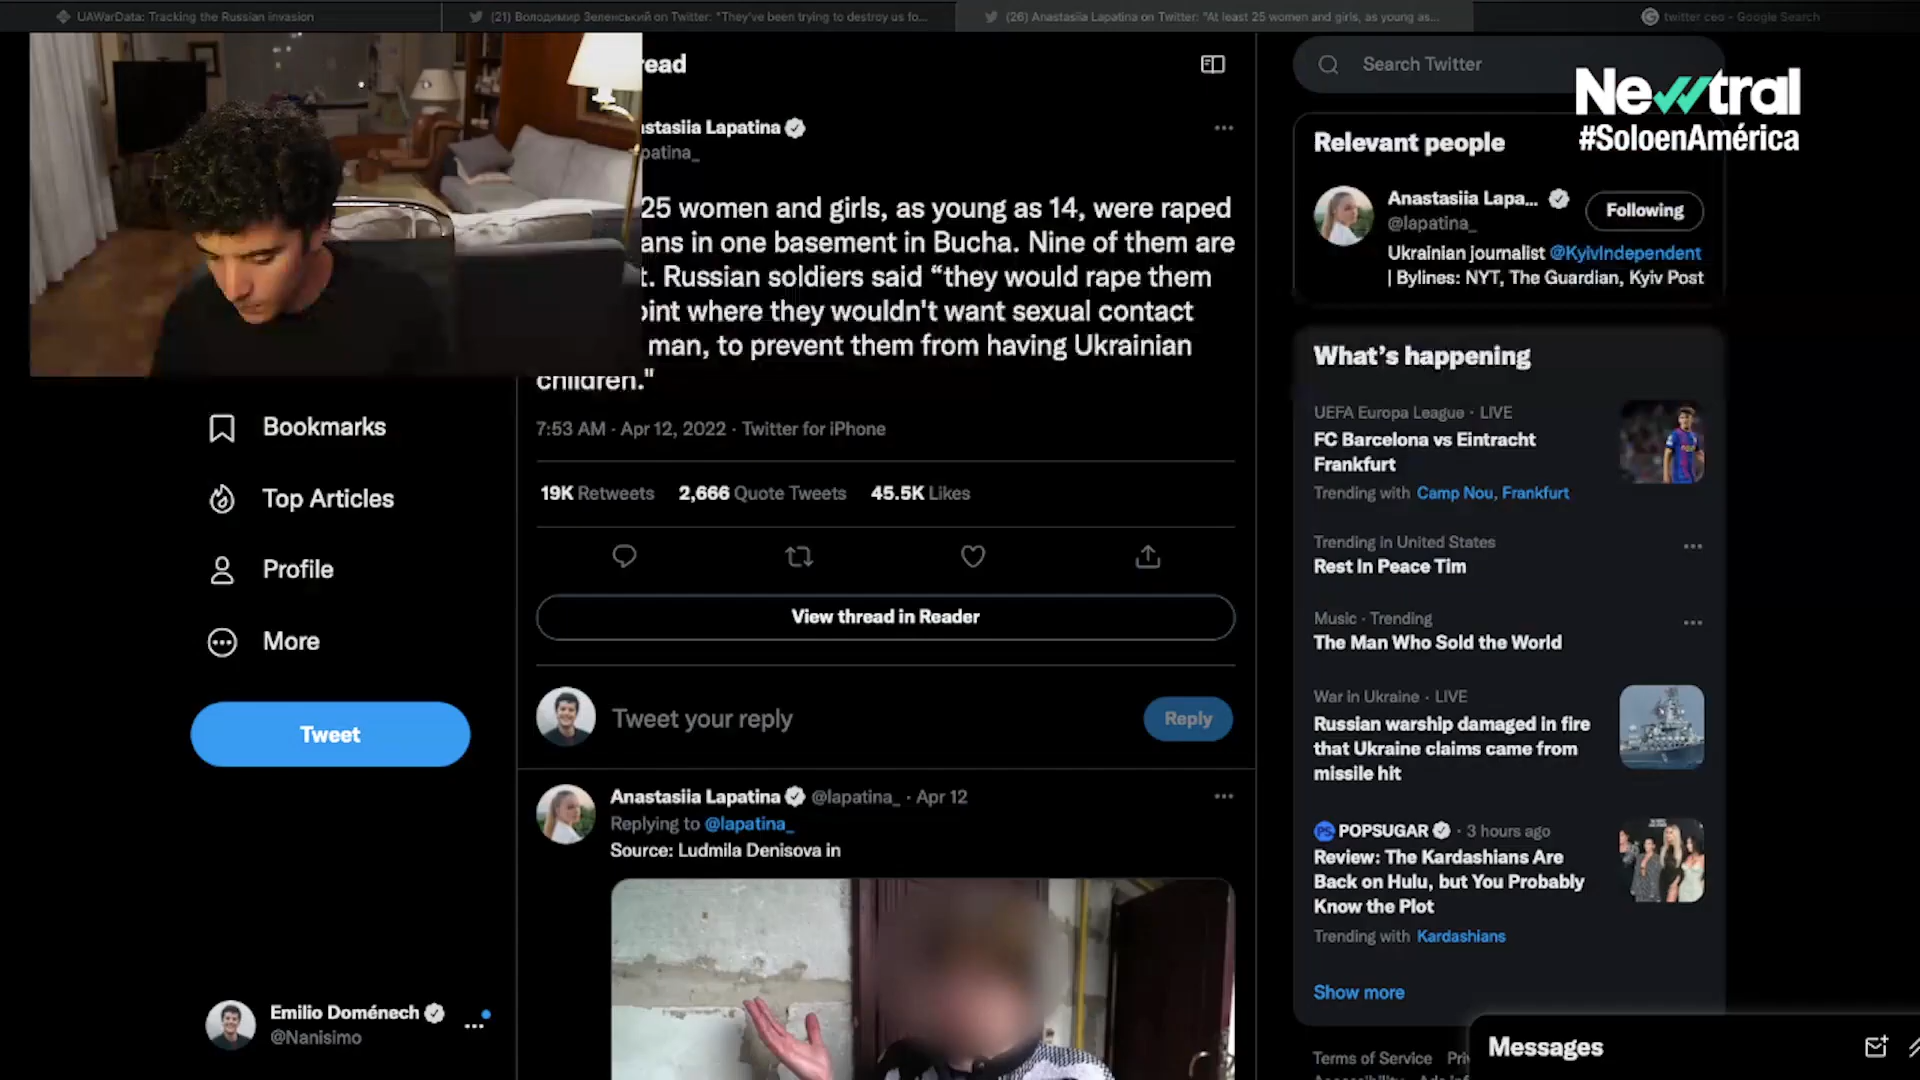 UAWarData: Tracking the Russian invasion
(21) Володимир Зеленський on Twitter: "They've been trying to destroy us fo...
(26) Anastasiia Lapatina on Twitter: "At least 25 women and girls, as young as...
twitter ceo - Google Search
read
stasiia Lapatina
patina_
25 women and girls, as young as 14, were raped
ans in one basement in Bucha. Nine of them are
t. Russian soldiers said “they would rape them
oint where they wouldn't want sexual contact
man, to prevent them from having Ukrainian
children."
7:53 AM · Apr 12, 2022 · Twitter for iPhone
19K Retweets 2,666 Quote Tweets 45.5K Likes
View thread in Reader
Tweet your reply
Reply
Anastasiia Lapatina @lapatina_ · Apr 12
Replying to @lapatina_
Source: Ludmila Denisova in
Bookmarks
Top Articles
Profile
More
Tweet
Emilio Doménech
@Nanisimo
Search Twitter
Newtral
#SoloenAmérica
Relevant people
Anastasiia Lapa...
@lapatina_
Following
Ukrainian journalist @KyivIndependent
| Bylines: NYT, The Guardian, Kyiv Post
What's happening
UEFA Europa League · LIVE
FC Barcelona vs Eintracht
Frankfurt
Trending with Camp Nou, Frankfurt
Trending in United States
Rest In Peace Tim
Music · Trending
The Man Who Sold the World
War in Ukraine · LIVE
Russian warship damaged in fire
that Ukraine claims came from
missile hit
PS POPSUGAR · 3 hours ago
Review: The Kardashians Are
Back on Hulu, but You Probably
Know the Plot
Trending with Kardashians
Show more
Terms of Service Pri
Messages